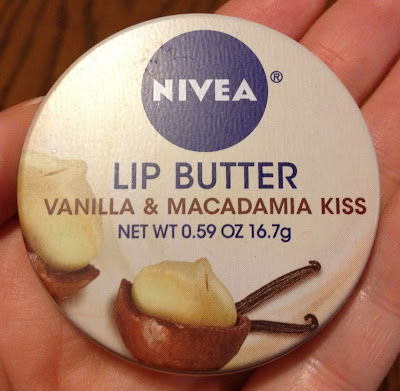 NIVEA®
LIP BUTTER
VANILLA & MACADAMIA KISS
NET WT 0.59 OZ 16.7g